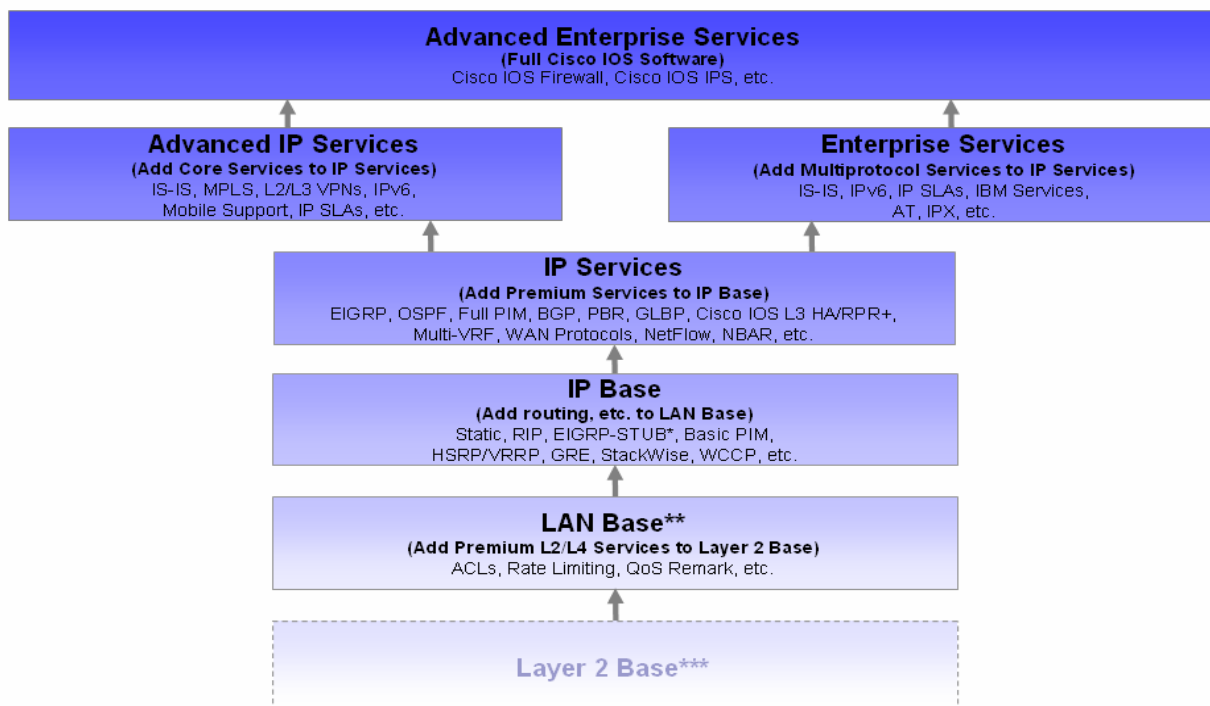 Advanced Enterprise Services
(Full Cisco IOS Software)
Cisco IOS Firewall, Cisco IOS IPS, etc.
Advanced IP Services
(Add Core Services to IP Services)
IS-IS, MPLS, L2/L3 VPNs, IPv6,
Mobile Support, IP SLAs, etc.
Enterprise Services
(Add Multiprotocol Services to IP Services)
IS-IS, IPv6, IP SLAs, IBM Services,
AT, IPX, etc.
IP Services
(Add Premium Services to IP Base)
EIGRP, OSPF, Full PIM, BGP, PBR, GLBP, Cisco IOS L3 HA/RPR+,
Multi-VRF, WAN Protocols, NetFlow, NBAR, etc.
IP Base
(Add routing, etc. to LAN Base)
Static, RIP, EIGRP-STUB*, Basic PIM,
HSRP/VRRP, GRE, StackWise, WCCP, etc.
LAN Base**
(Add Premium L2/L4 Services to Layer 2 Base)
ACLs, Rate Limiting, QoS Remark, etc.
Layer 2 Base***